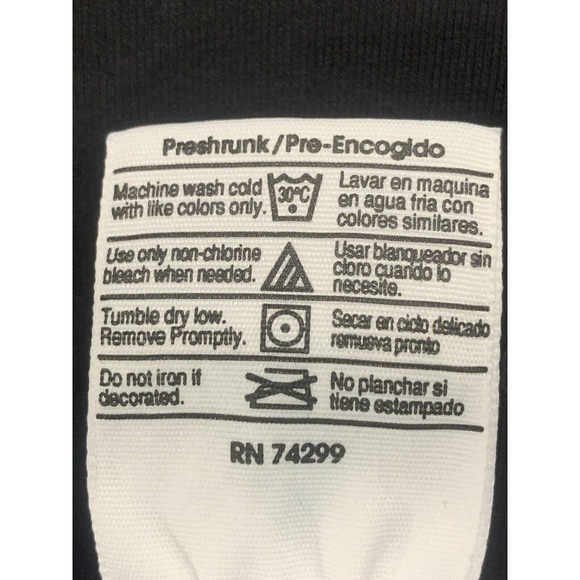 Preshrunk/Pre-Encogido
Machine wash cold
with like colors only.
30°C
Lavar en maquina
en agua fria con
colores similares.
Use only non-chlorine
bleach when needed.
Usar blanqueador sin
cloro cuando lo
necesite.
Tumble dry low.
Remove Promptly.
Secar en ciclo delicado
remueva pronto
Do not iron if
decorated.
No planchar si
tiene estampado
RN 74299